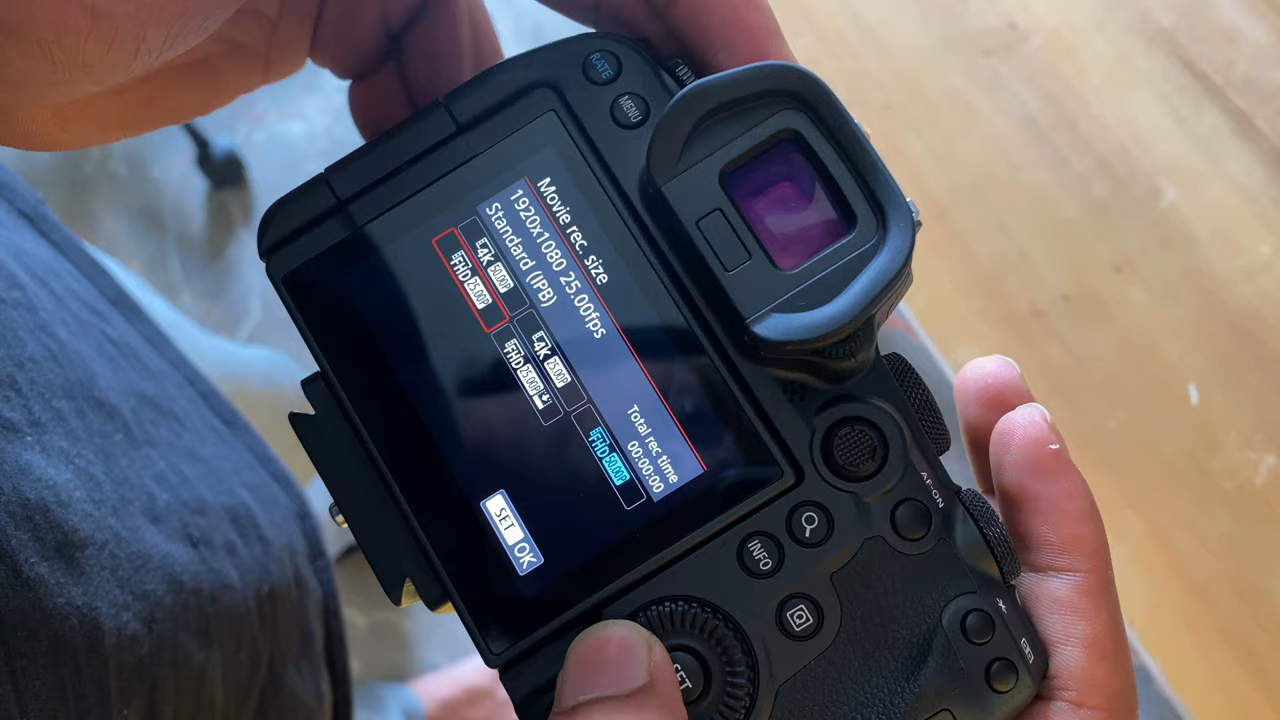 RATE
MENU
Movie rec. size
1920x1080 25.00fps
Standard (IPB)
Total rec time
00:00:00
4K 50.00P
4K 25.00P
FHD 50.00P
FHD 25.00P
FHD 25.00P
SET OK
INFO
Q
AF-ON
SET